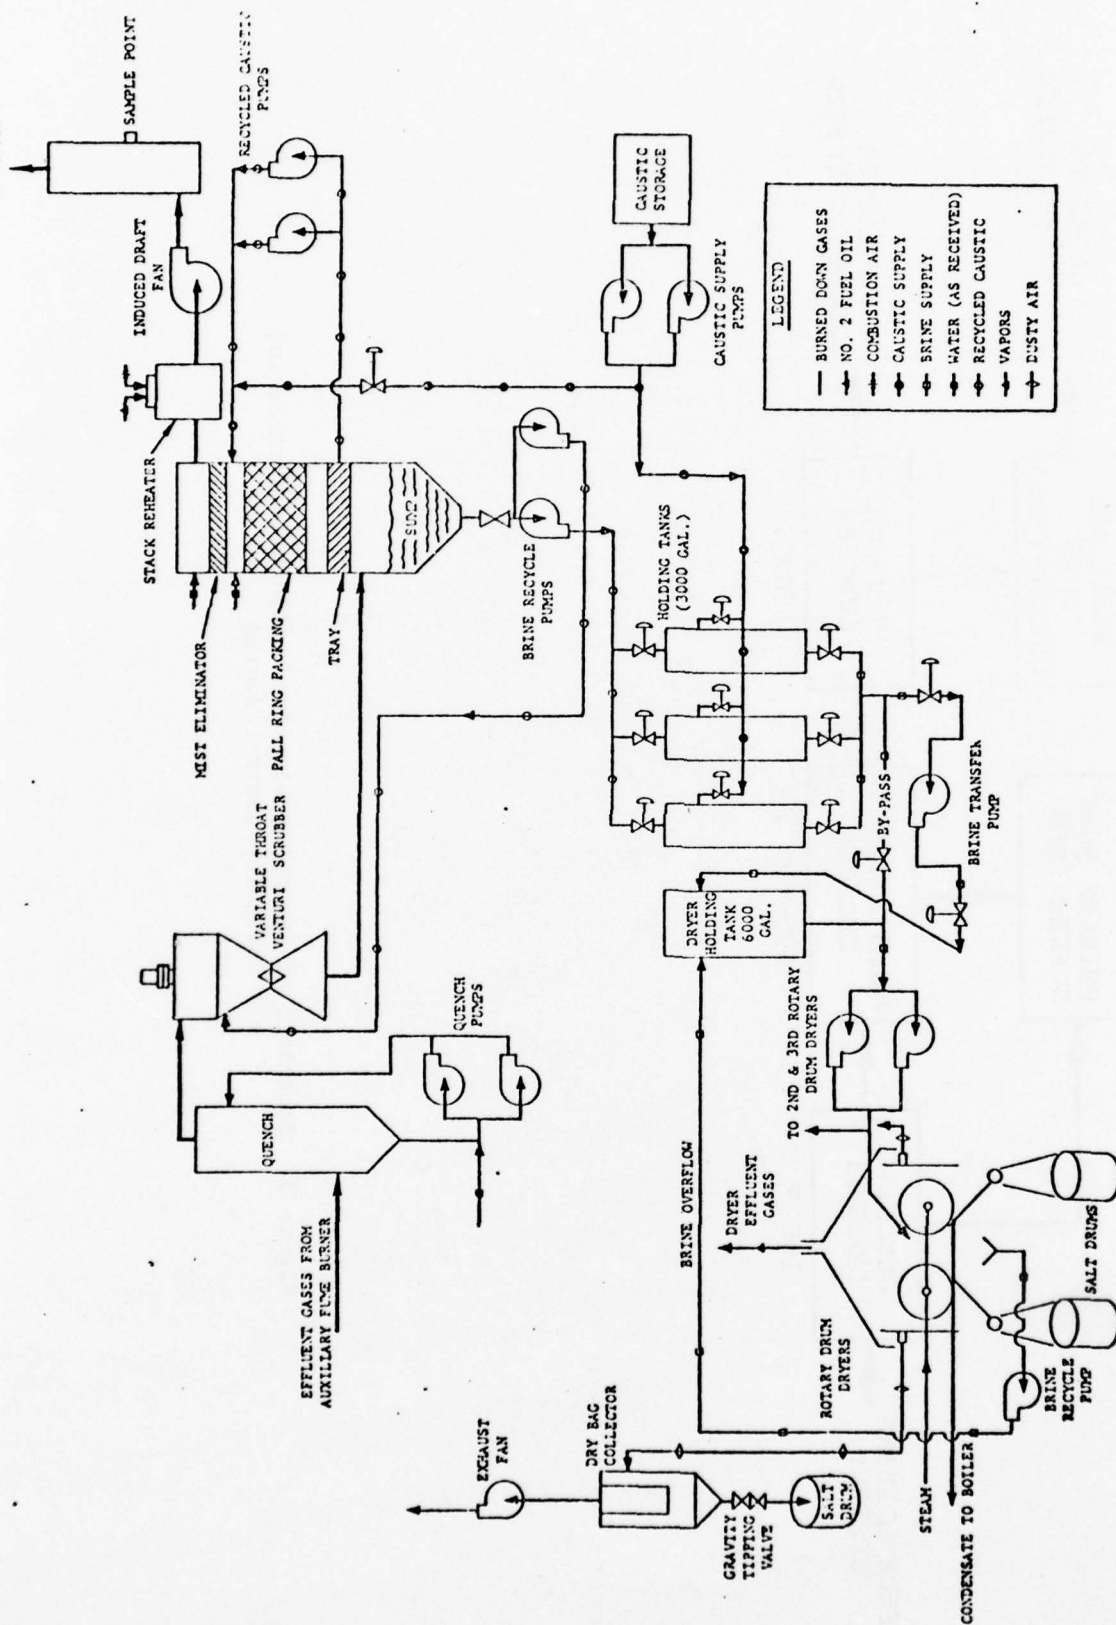 SAMPLE POINT
INDUCED DRAFT
FAN
STACK REHEATER
RECYCLED CAUSTIC
PUMPS
MIST ELIMINATOR
PALL RING PACKING
TRAY
SUMP
VARIABLE THROAT
VENTURI SCRUBBER
QUENCH
QUENCH
PUMPS
EFFLUENT GASES FROM
AUXILLARY FUME BURNER
BRINE RECYCLE
PUMPS
CAUSTIC
STORAGE
CAUSTIC SUPPLY
PUMPS
HOLDING TANKS
(3000 GAL.)
BY-PASS
BRINE TRANSFER
PUMP
DRYER
HOLDING
TANK
6000
GAL.
TO 2ND & 3RD ROTARY
DRUM DRYERS
BRINE OVERFLOW
DRYER
EFFLUENT
GASES
ROTARY DRUM
DRYERS
EXHAUST
FAN
DRY BAG
COLLECTOR
GRAVITY
TIPPING
VALVE
SALT
DRUM
STEAM
CONDENSATE TO BOILER
BRINE
RECYCLE
PUMP
SALT DRUMS
LEGEND
BURNED DOWN GASES
NO. 2 FUEL OIL
COMBUSTION AIR
CAUSTIC SUPPLY
BRINE SUPPLY
WATER (AS RECEIVED)
RECYCLED CAUSTIC
VAPORS
DUSTY AIR